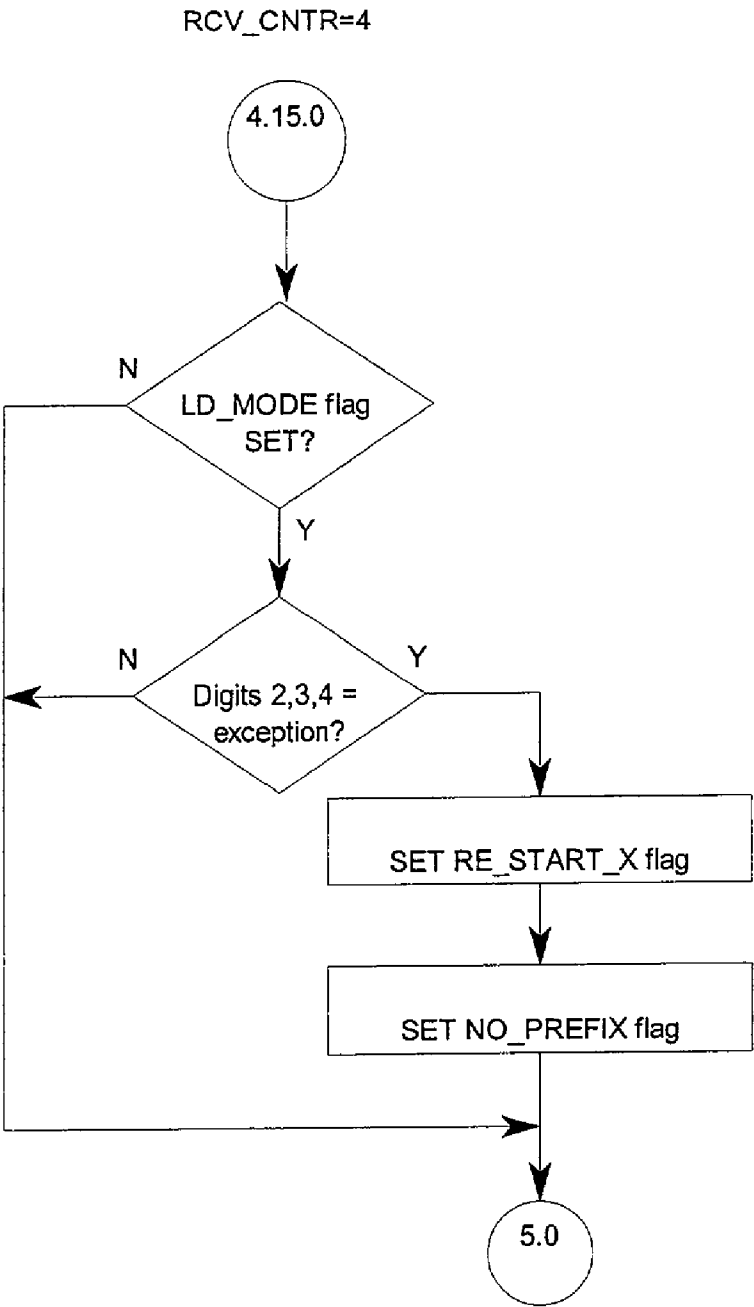 RCV_CNTR=4
4.15.0
N
LD_MODE flag
SET?
Y
N
Y
Digits 2,3,4 =
exception?
SET RE_START_X flag
SET NO_PREFIX flag
5.0